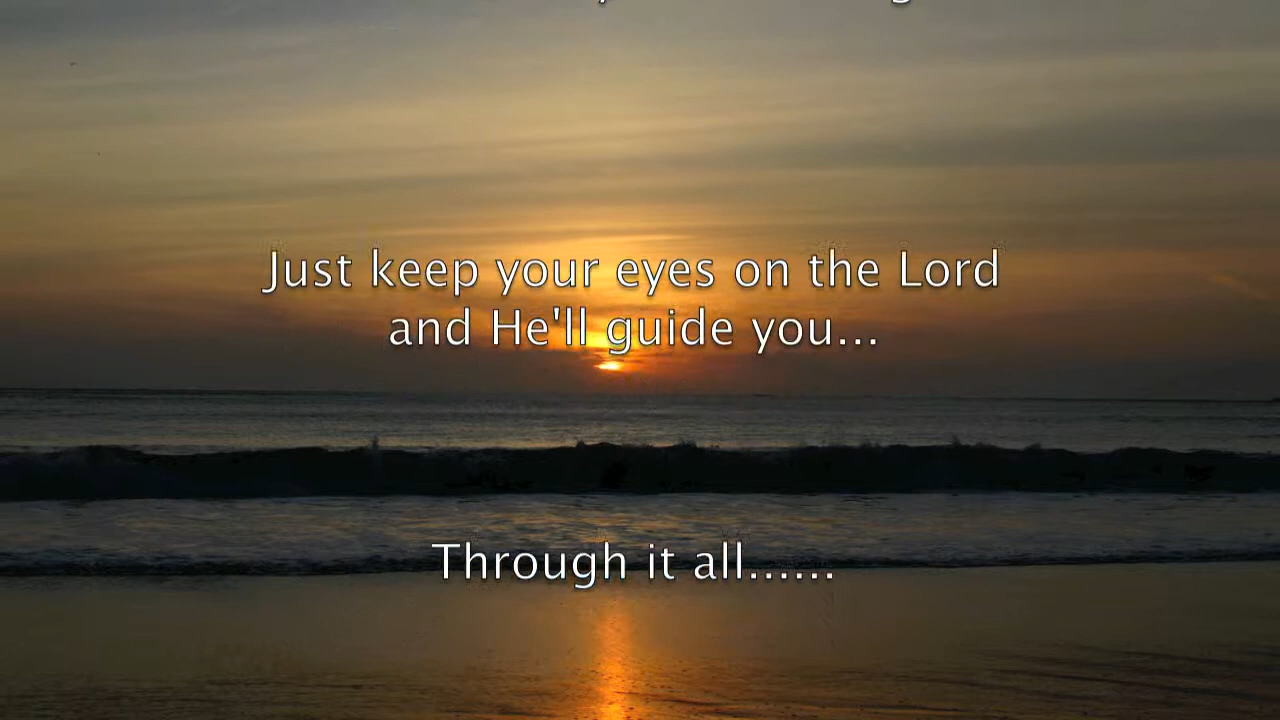 Just keep your eyes on the Lord
and He'll guide you...
Through it all......